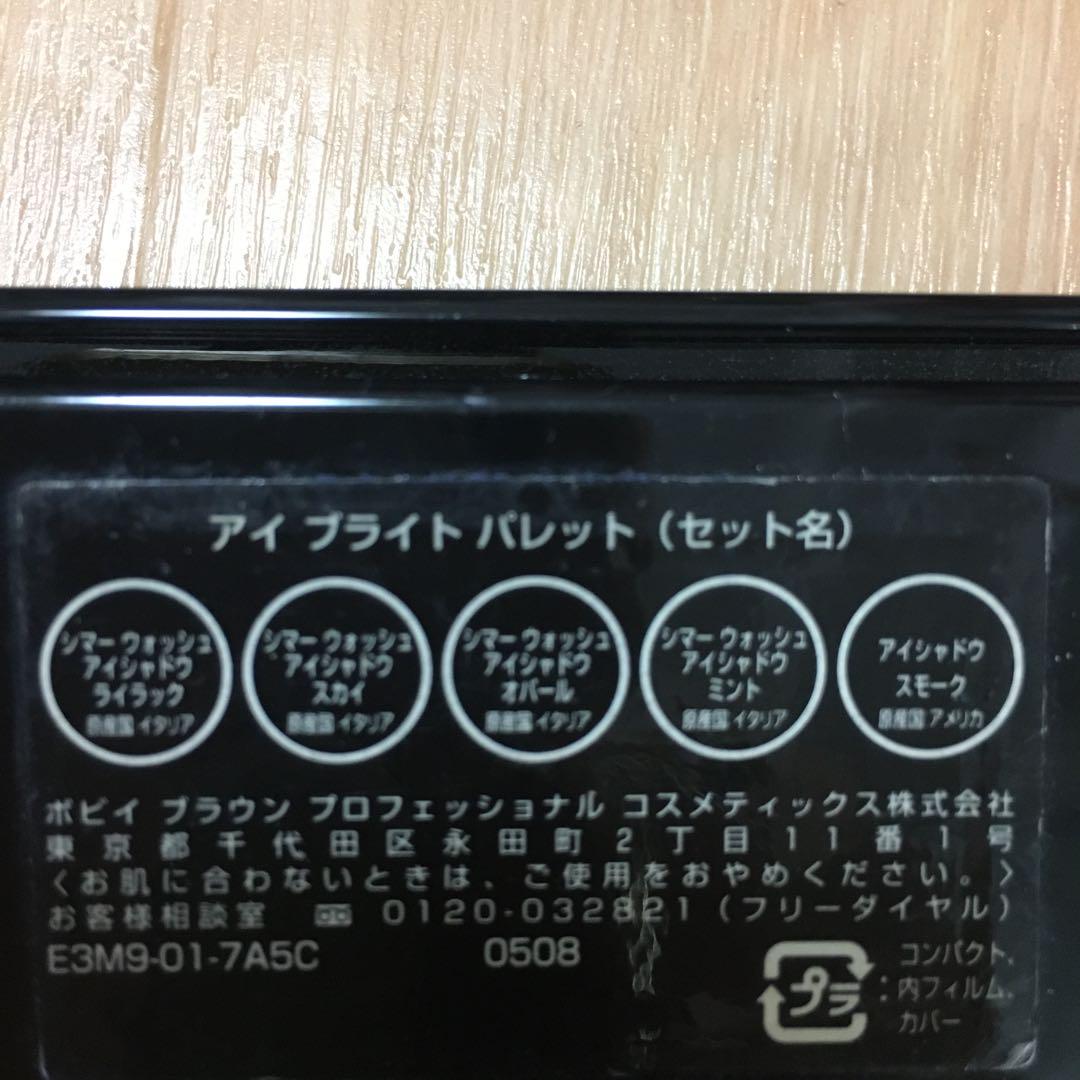 アイ ブライト パレット（セット名）
シマー ウォッシュ
アイシャドウ
ライラック
原産国 イタリア
シマー ウォッシュ
アイシャドウ
スカイ
原産国 イタリア
シマー ウォッシュ
アイシャドウ
オパール
原産国 イタリア
シマー ウォッシュ
アイシャドウ
ミント
原産国 イタリア
アイシャドウ
スモーク
原産国 アメリカ
ボビイ ブラウン プロフェッショナル コスメティックス株式会社
東京都千代田区永田町2丁目11番1号
〈お肌に合わないときは、ご使用をおやめください。〉
お客様相談室 0120-032821（フリーダイヤル）
E3M9-01-7A5C 0508
プラ
コンパクト、
:内フィルム、
カバー